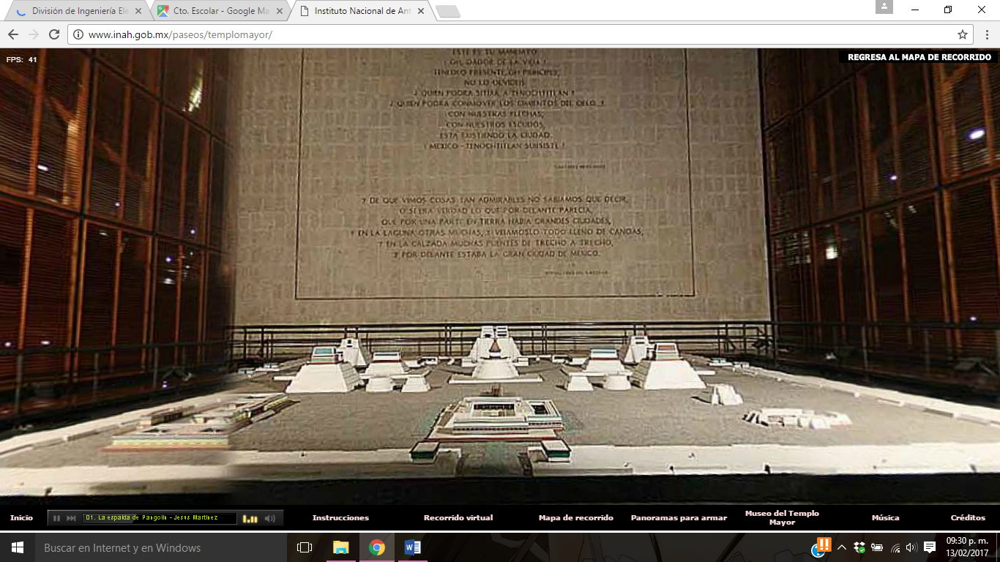 División de Ingeniería Elé
Cto. Escolar - Google Ma
Instituto Nacional de Ant
www.inah.gob.mx/paseos/templomayor/
FPS: 41
REGRESA AL MAPA DE RECORRIDO
ESTE ES TU MANDATO
¡ OH DADOR DE LA VIDA !
TENEDLO PRESENTE, OH PRINCIPES,
NO LO OLVIDEIS
¿ QUIEN PODRA SITIAR A TENOCHTITLAN ?
¿ QUIEN PODRA CONMOVER LOS CIMIENTOS DEL CIELO..?
CON NUESTRAS FLECHAS,
CON NUESTROS ESCUDOS,
ESTA EXISTIENDO LA CIUDAD.
¡ MEXICO - TENOCHTITLAN SUBSISTE !
Y DE QUE VIMOS COSAS TAN ADMIRABLES NO SABIAMOS QUE DECIR,
O SI ERA VERDAD LO QUE POR DELANTE PARECIA,
QUE POR UNA PARTE EN TIERRA HABIA GRANDES CIUDADES,
Y EN LA LAGUNA OTRAS MUCHAS, Y VEIAMOSLO TODO LLENO DE CANOAS,
Y EN LA CALZADA MUCHAS PUENTES DE TRECHO A TRECHO,
Y POR DELANTE ESTABA LA GRAN CIUDAD DE MEXICO.
Inicio
01. La espalda de Pangolín - Jesús Martínez
Instrucciones
Recorrido virtual
Mapa de recorrido
Panoramas para armar
Museo del Templo
Mayor
Música
Créditos
Buscar en Internet y en Windows
09:30 p. m.
13/02/2017